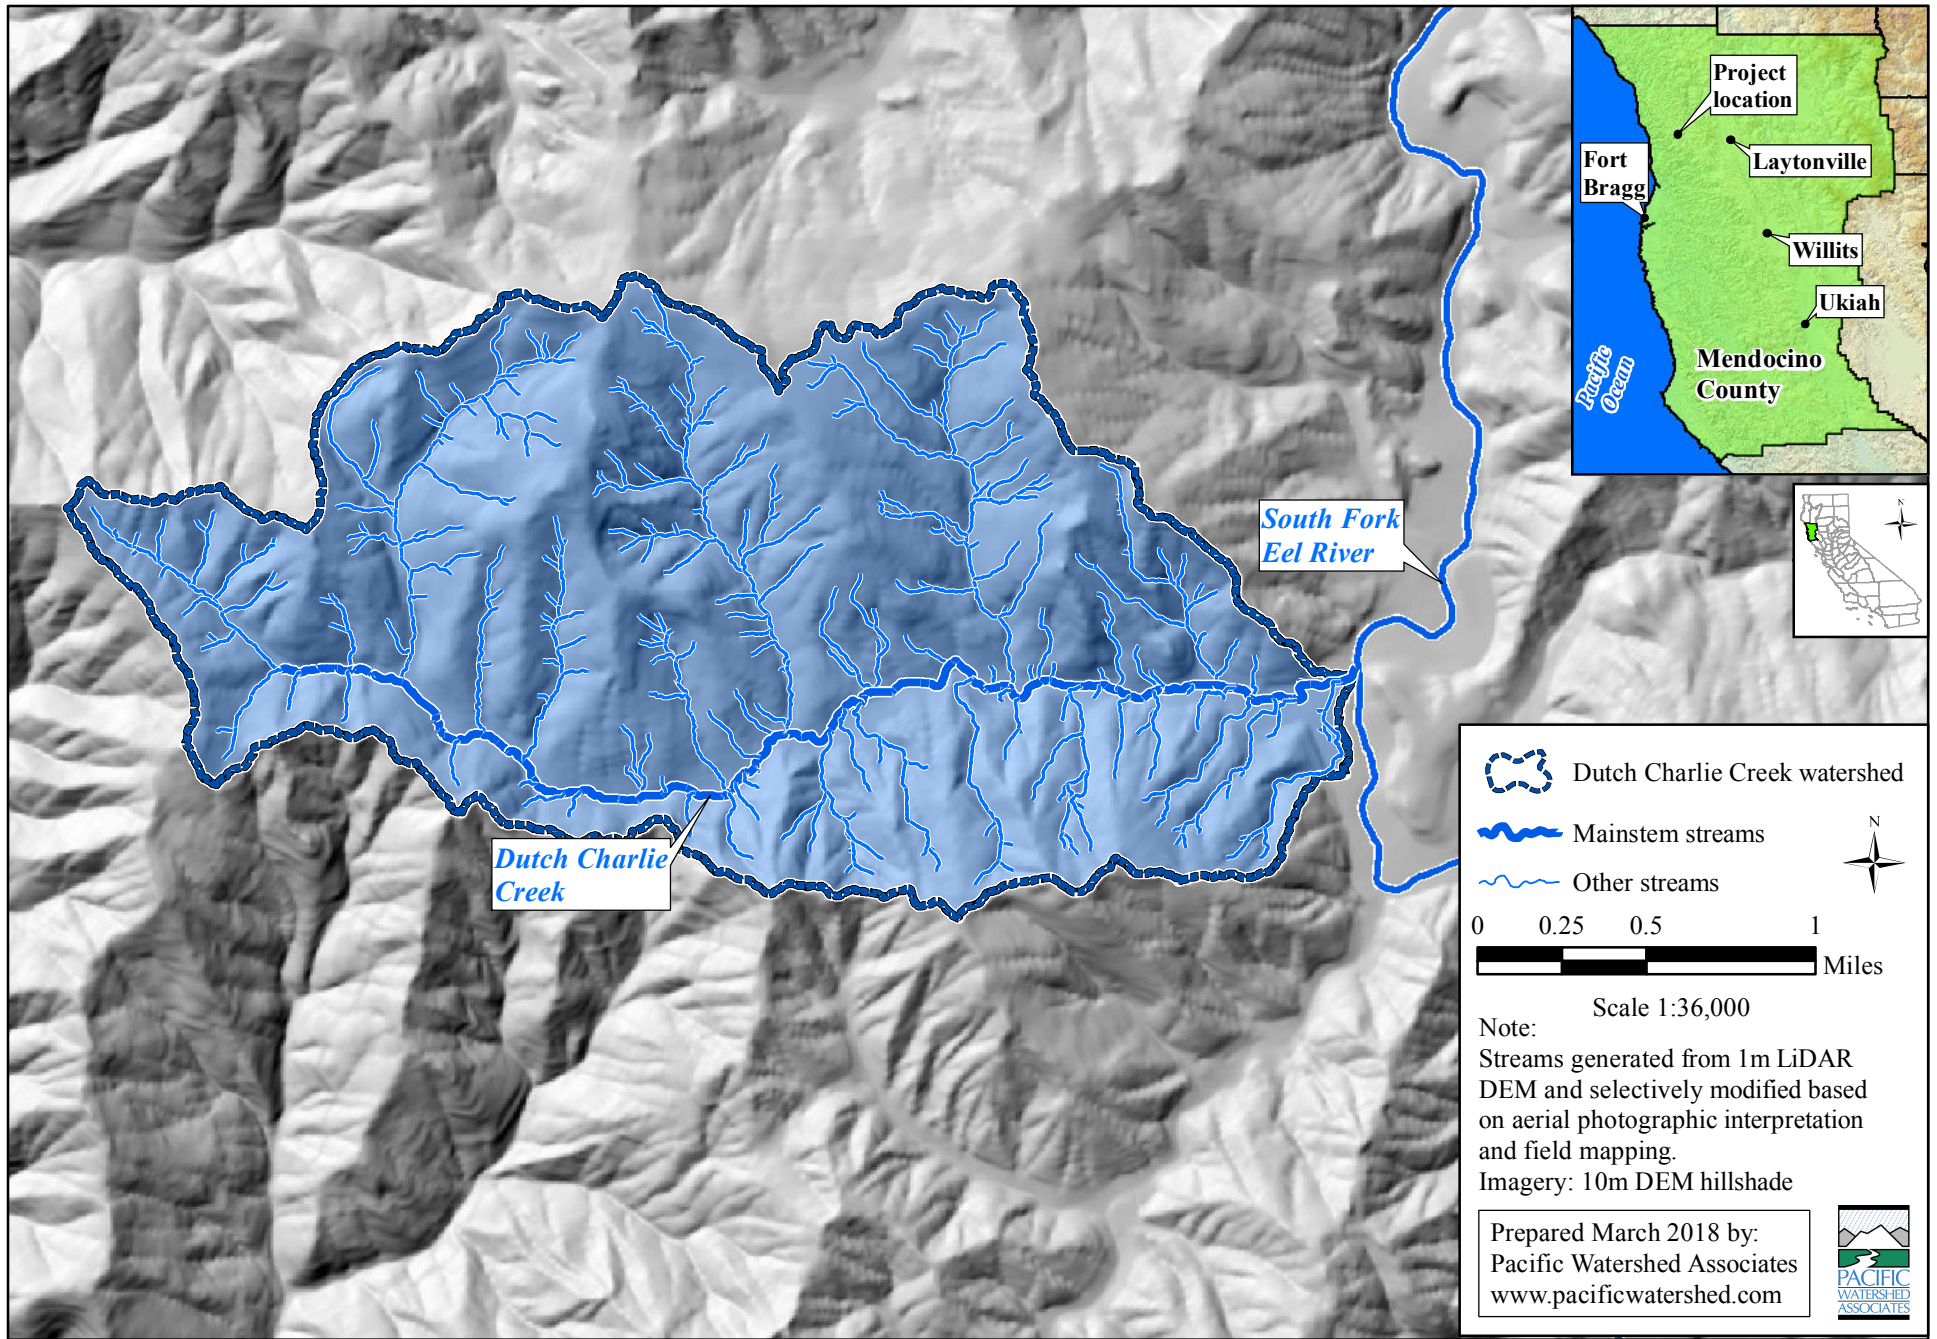 Project
location
Fort
Bragg
Laytonville
Willits
Ukiah
Mendocino
County
Pacific
Ocean
N
South Fork
Eel River
Dutch Charlie
Creek
Dutch Charlie Creek watershed
Mainstem streams
Other streams
N
0 0.25 0.5 1
Miles
Scale 1:36,000
Note:
Streams generated from 1m LiDAR
DEM and selectively modified based
on aerial photographic interpretation
and field mapping.
Imagery: 10m DEM hillshade
Prepared March 2018 by:
Pacific Watershed Associates
www.pacificwatershed.com
PACIFIC
WATERSHED
ASSOCIATES